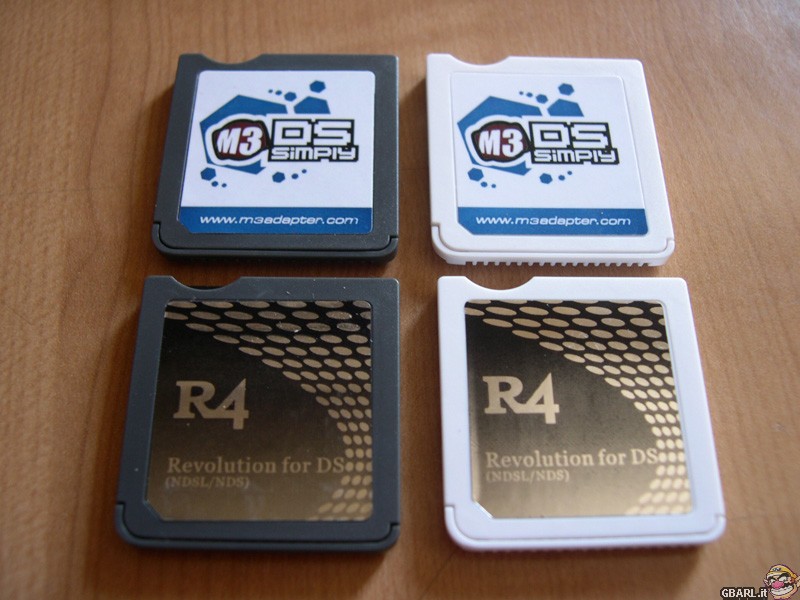 M3 DS
SiMPLY
www.m3adapter.com
M3 DS
SiMPLY
www.m3adapter.com
R4
Revolution for DS
(NDSL/NDS)
R4
Revolution for DS
(NDSL/NDS)
GBARL.it